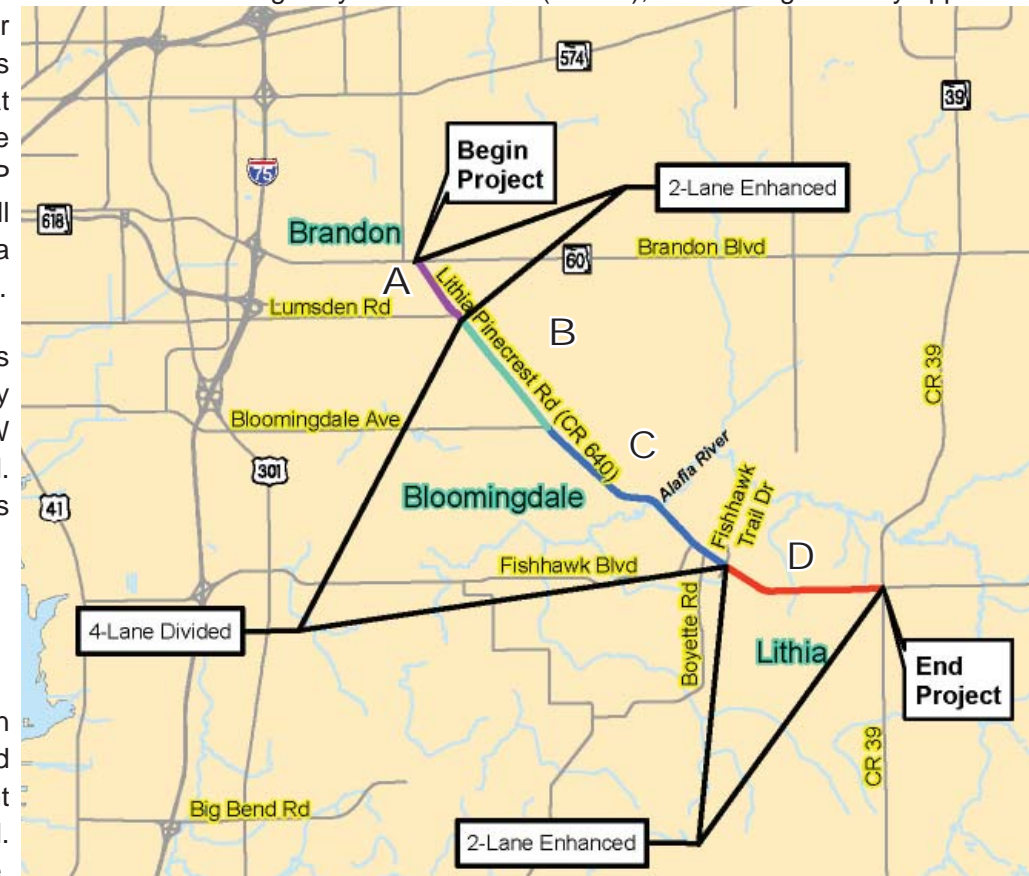 574
39
Begin
Project
75
2-Lane Enhanced
618
Brandon
60
Brandon Blvd
A
Lumsden Rd
Lithia Pinecrest Rd (CR 640)
B
CR 39
Bloomingdale Ave
C
Alafia River
301
Bloomingdale
41
Fishhawk
Trail Dr
Fishhawk Blvd
D
4-Lane Divided
Boyette Rd
Lithia
End
Project
CR 39
Big Bend Rd
2-Lane Enhanced